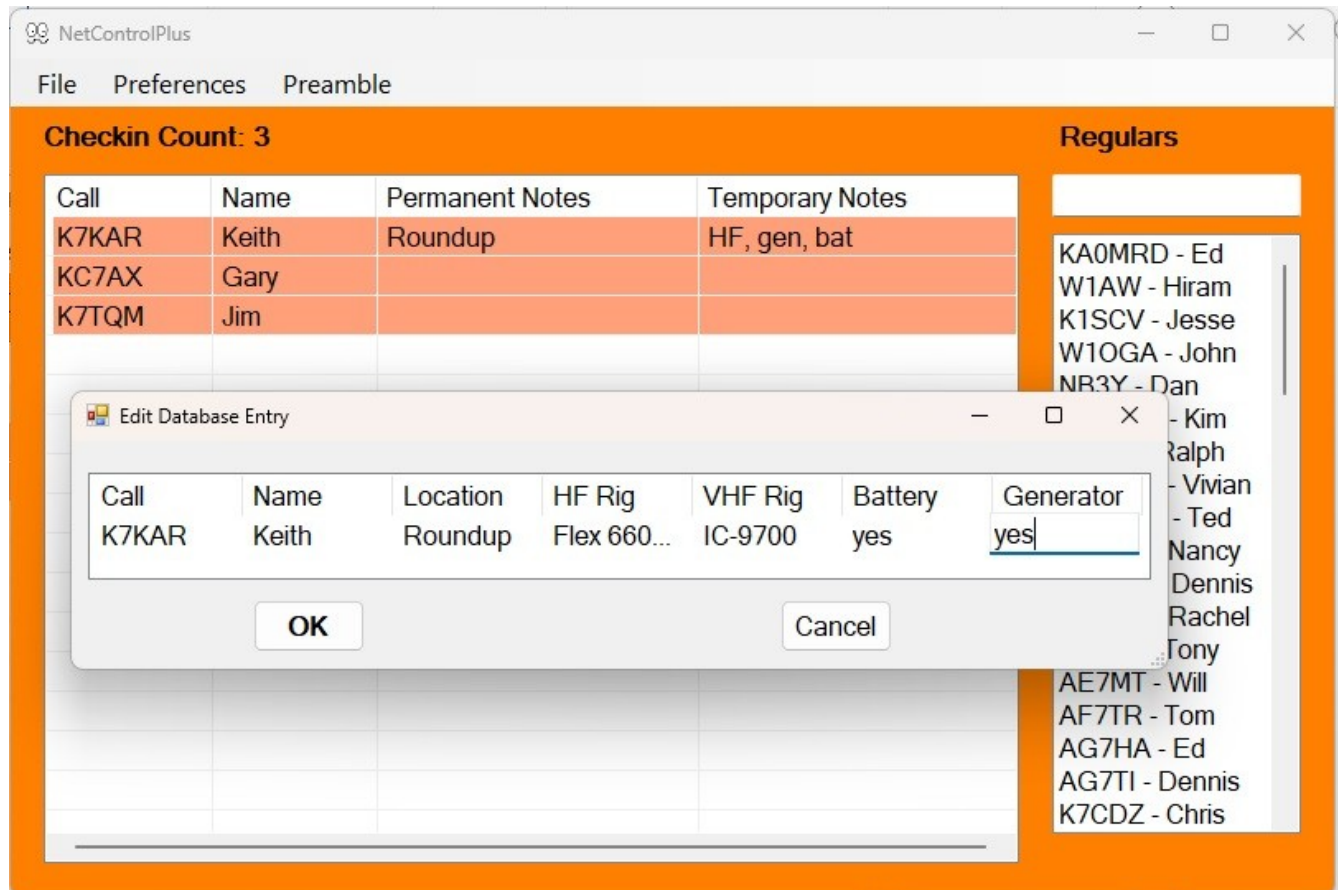 NetControlPlus
File Preferences Preamble
Checkin Count: 3
Call Name Permanent Notes Temporary Notes
K7KAR Keith Roundup HF, gen, bat
KC7AX Gary
K7TQM Jim
Edit Database Entry
Call Name Location HF Rig VHF Rig Battery Generator
K7KAR Keith Roundup Flex 660... IC-9700 yes yes
OK Cancel
Regulars
KA0MRD - Ed
W1AW - Hiram
K1SCV - Jesse
W1OGA - John
NB3Y - Dan
- Kim
Ralph
- Vivian
- Ted
Nancy
Dennis
Rachel
Tony
AE7MT - Will
AF7TR - Tom
AG7HA - Ed
AG7TI - Dennis
K7CDZ - Chris